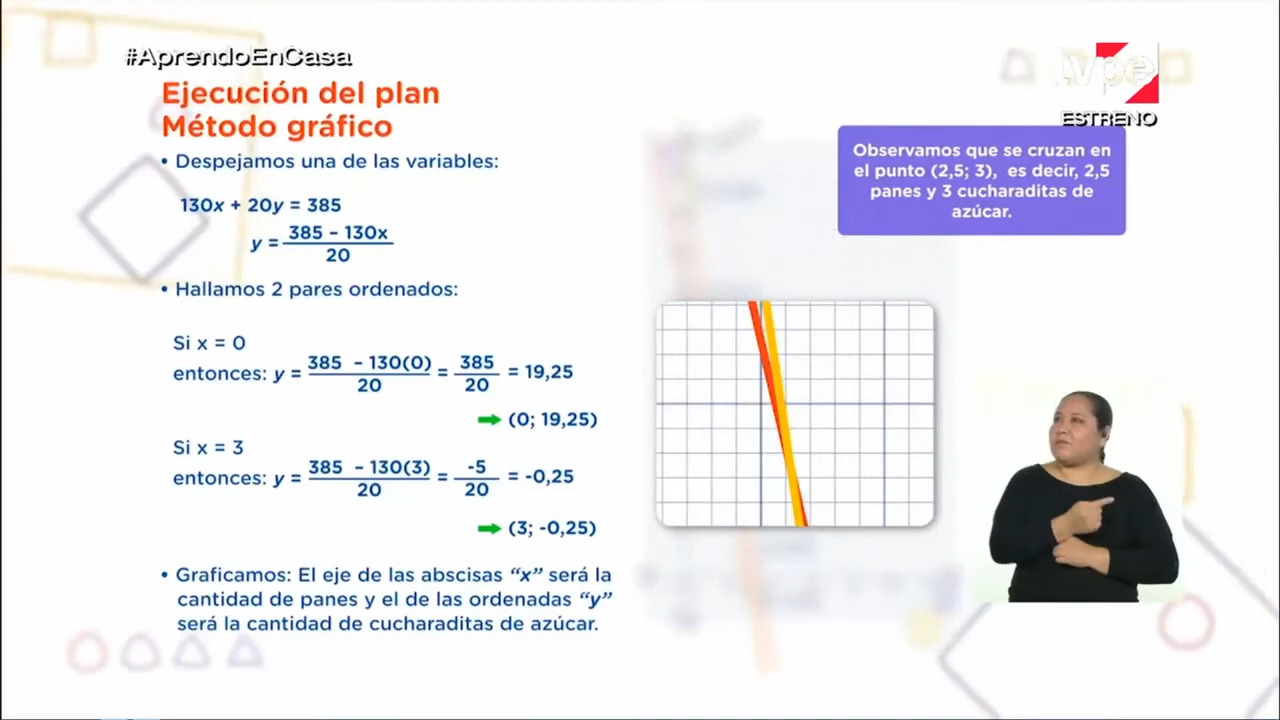 #AprendoEnCasa
tvpe
ESTRENO
Ejecución del plan
Método gráfico
• Despejamos una de las variables:
130x + 20y = 385
y = (385 – 130x)/20
• Hallamos 2 pares ordenados:
Si x = 0
entonces: y = (385 – 130(0))/20 = 385/20 = 19,25
➡ (0; 19,25)
Si x = 3
entonces: y = (385 – 130(3))/20 = -5/20 = -0,25
➡ (3; -0,25)
• Graficamos: El eje de las abscisas “x” será la
cantidad de panes y el de las ordenadas “y”
será la cantidad de cucharaditas de azúcar.
Observamos que se cruzan en
el punto (2,5; 3), es decir, 2,5
panes y 3 cucharaditas de
azúcar.